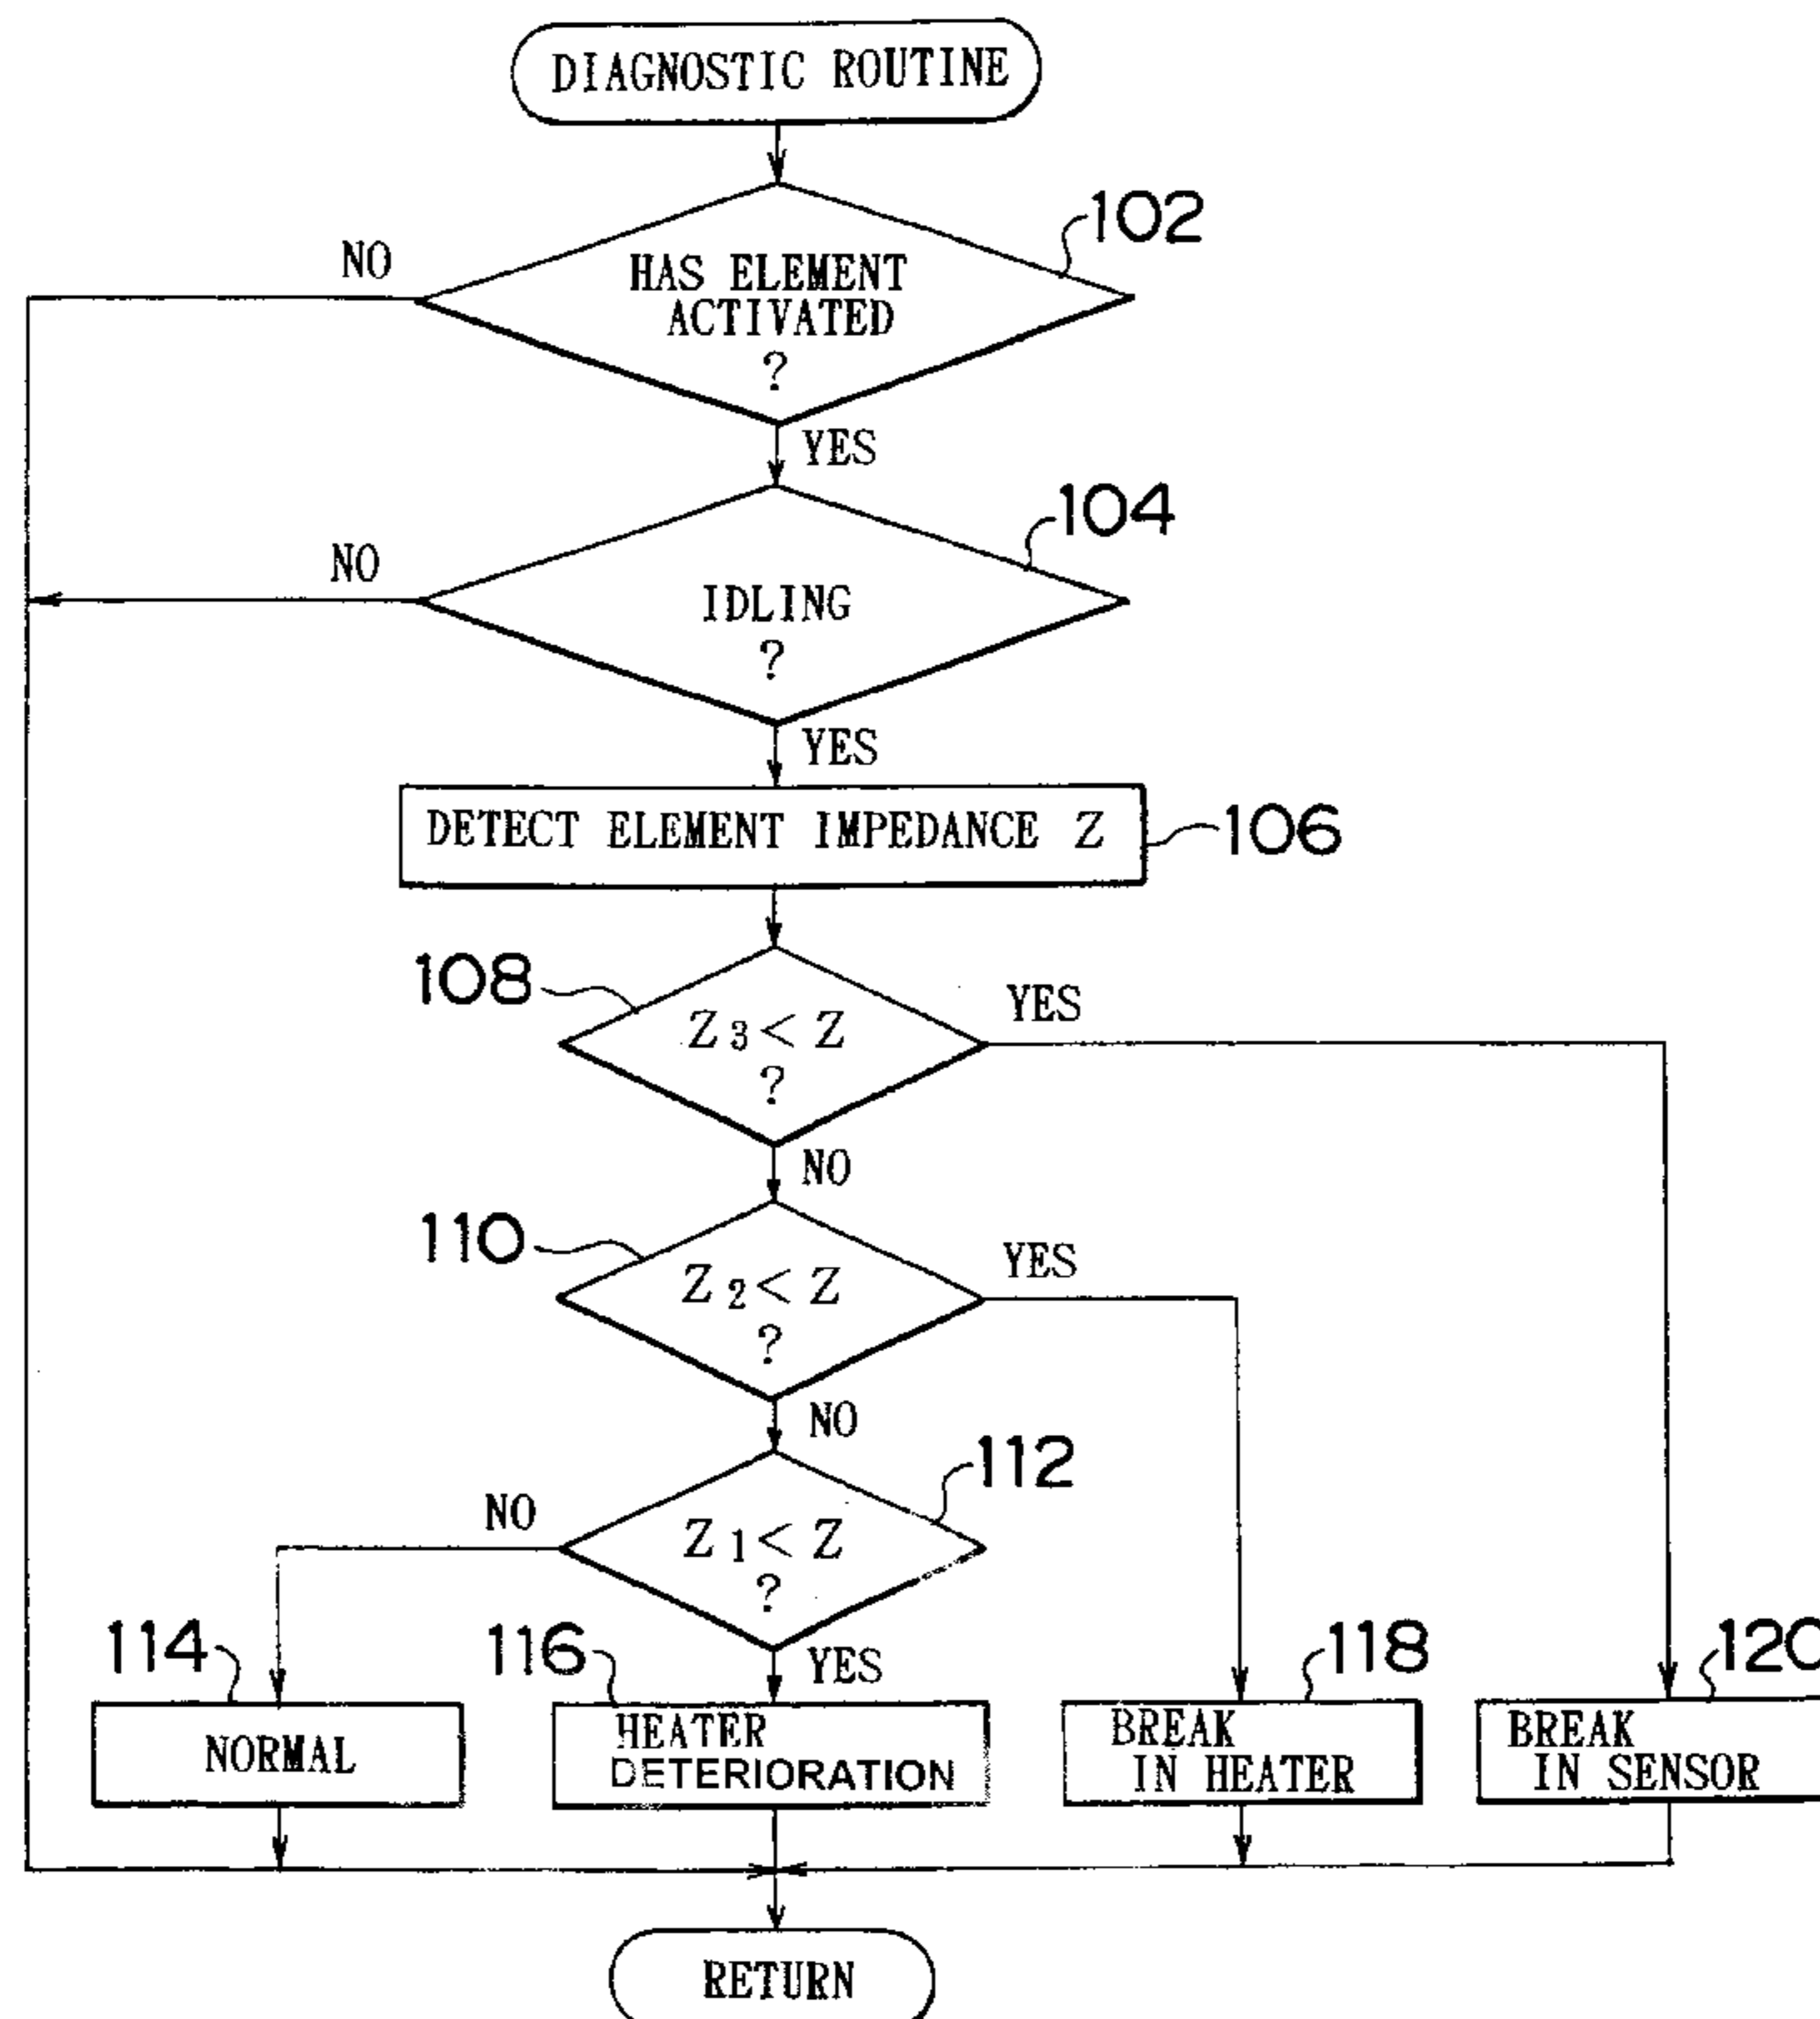 DIAGNOSTIC ROUTINE
102
NO
HAS ELEMENT
ACTIVATED
?
YES
104
NO
IDLING
?
YES
DETECT ELEMENT IMPEDANCE Z
106
108
Z3 < Z
?
YES
NO
110
Z2 < Z
?
YES
NO
112
NO
Z1 < Z
?
YES
114
116
118
120
NORMAL
HEATER
DETERIORATION
BREAK
IN HEATER
BREAK
IN SENSOR
RETURN